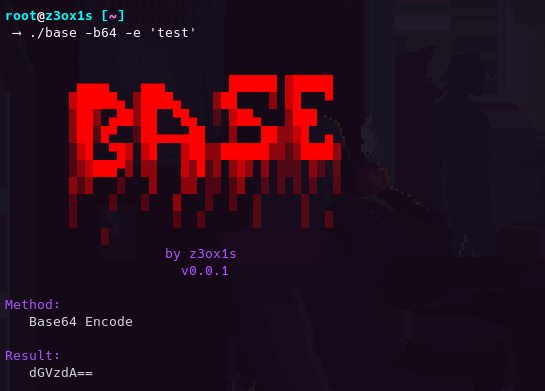 root@z3ox1s [~]
→ ./base -b64 -e 'test'
BASE
by z3ox1s
v0.0.1
Method:
Base64 Encode
Result:
dGVzdA==